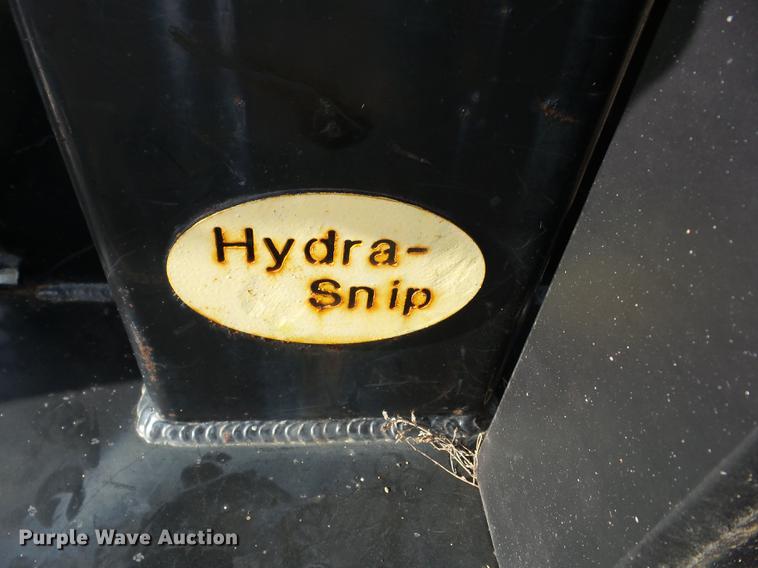 Hydra-
Snip
Purple Wave Auction